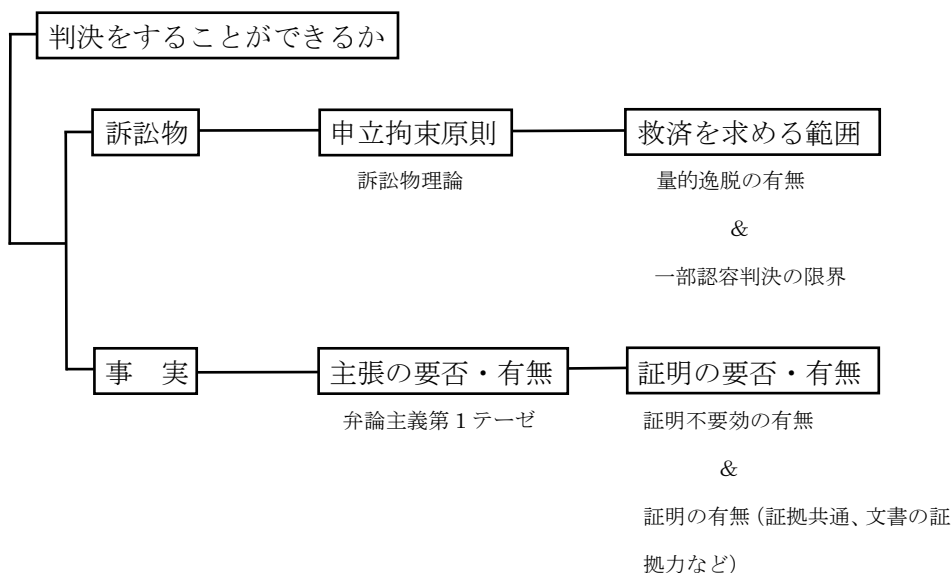 判決をすることができるか
訴訟物
申立拘束原則
救済を求める範囲
訴訟物理論
量的逸脱の有無
&
一部認容判決の限界
事 実
主張の要否・有無
証明の要否・有無
弁論主義第1テーゼ
証明不要効の有無
&
証明の有無(証拠共通、文書の証
拠力など)